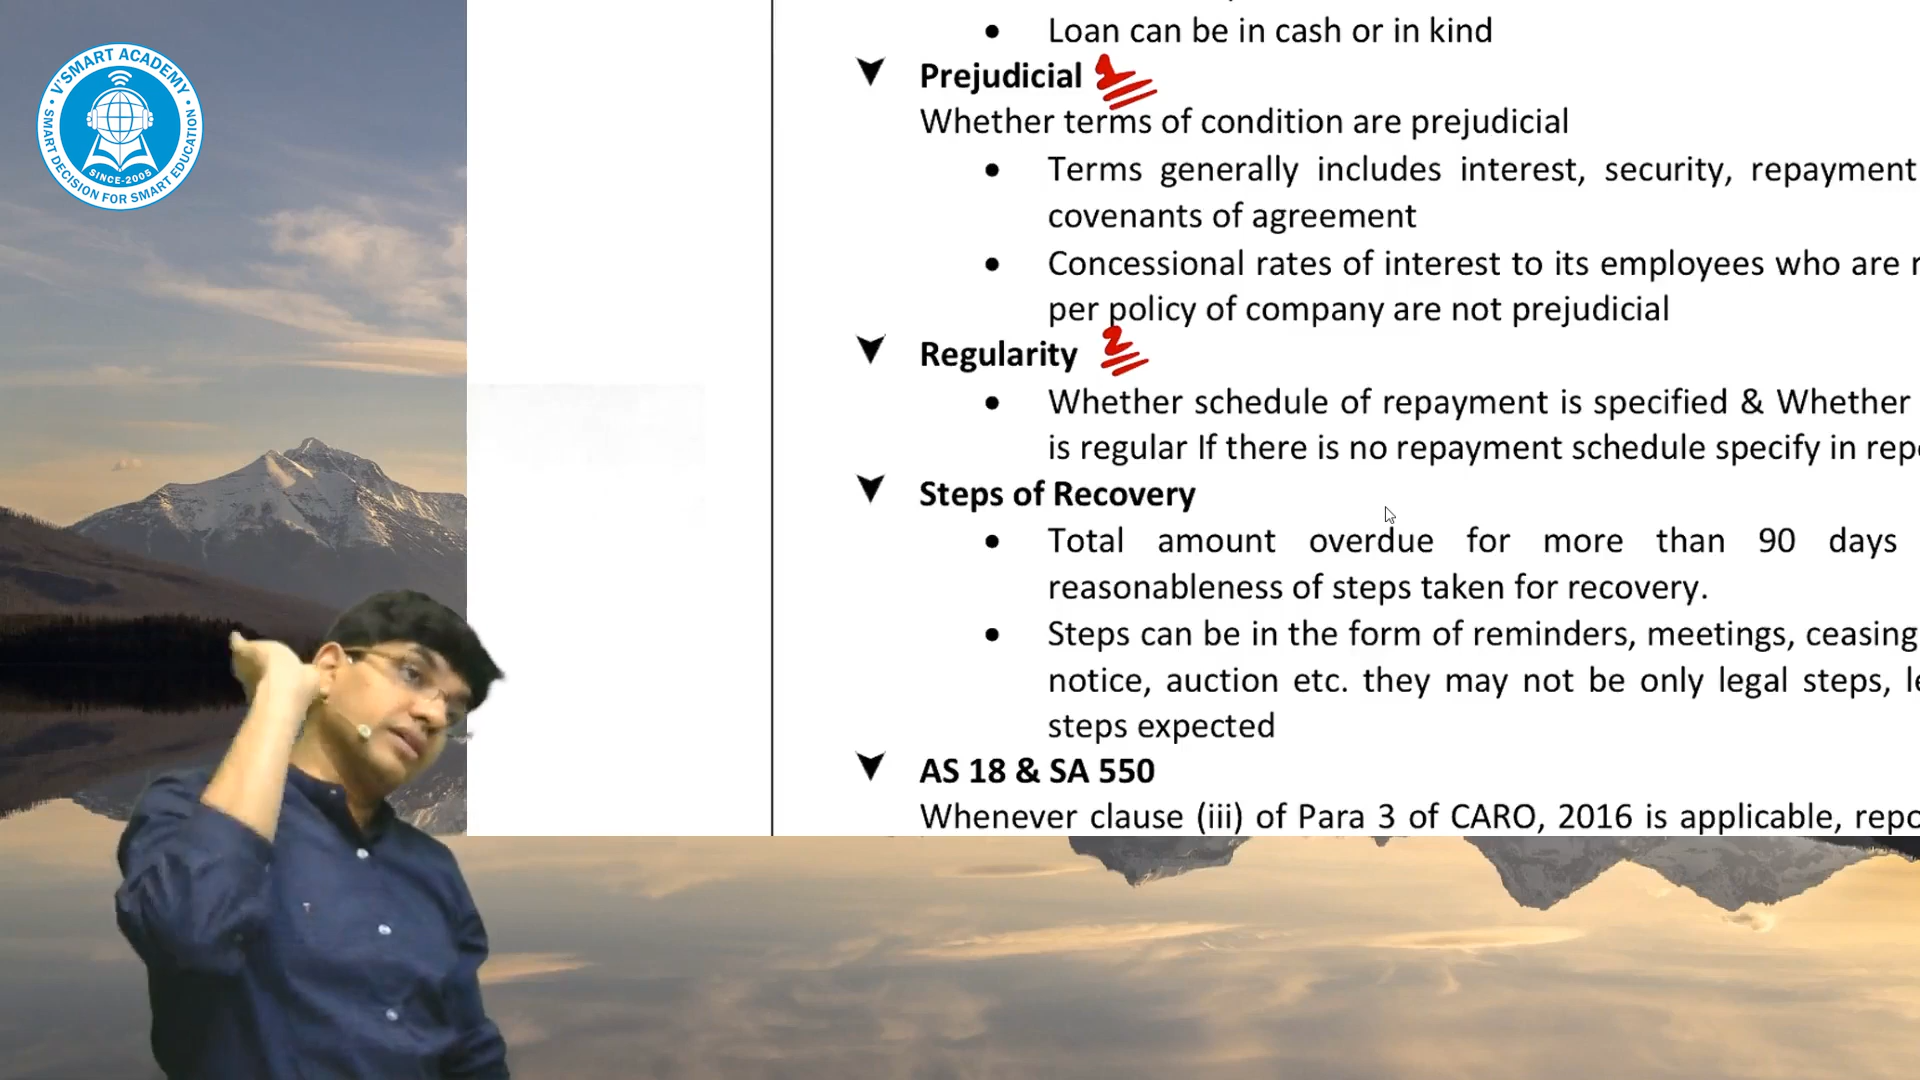 V'SMART ACADEMY
SMART DECISION FOR SMART EDUCATION
SINCE-2005
• Loan can be in cash or in kind
Prejudicial 1
Whether terms of condition are prejudicial
• Terms generally includes interest, security, repayment
covenants of agreement
• Concessional rates of interest to its employees who are
per policy of company are not prejudicial
Regularity 2
• Whether schedule of repayment is specified & Whether
is regular If there is no repayment schedule specify in
Steps of Recovery
• Total amount overdue for more than 90 days
reasonableness of steps taken for recovery.
• Steps can be in the form of reminders, meetings, ceasing
notice, auction etc. they may not be only legal steps,
steps expected
AS 18 & SA 550
Whenever clause (iii) of Para 3 of CARO, 2016 is applicable,